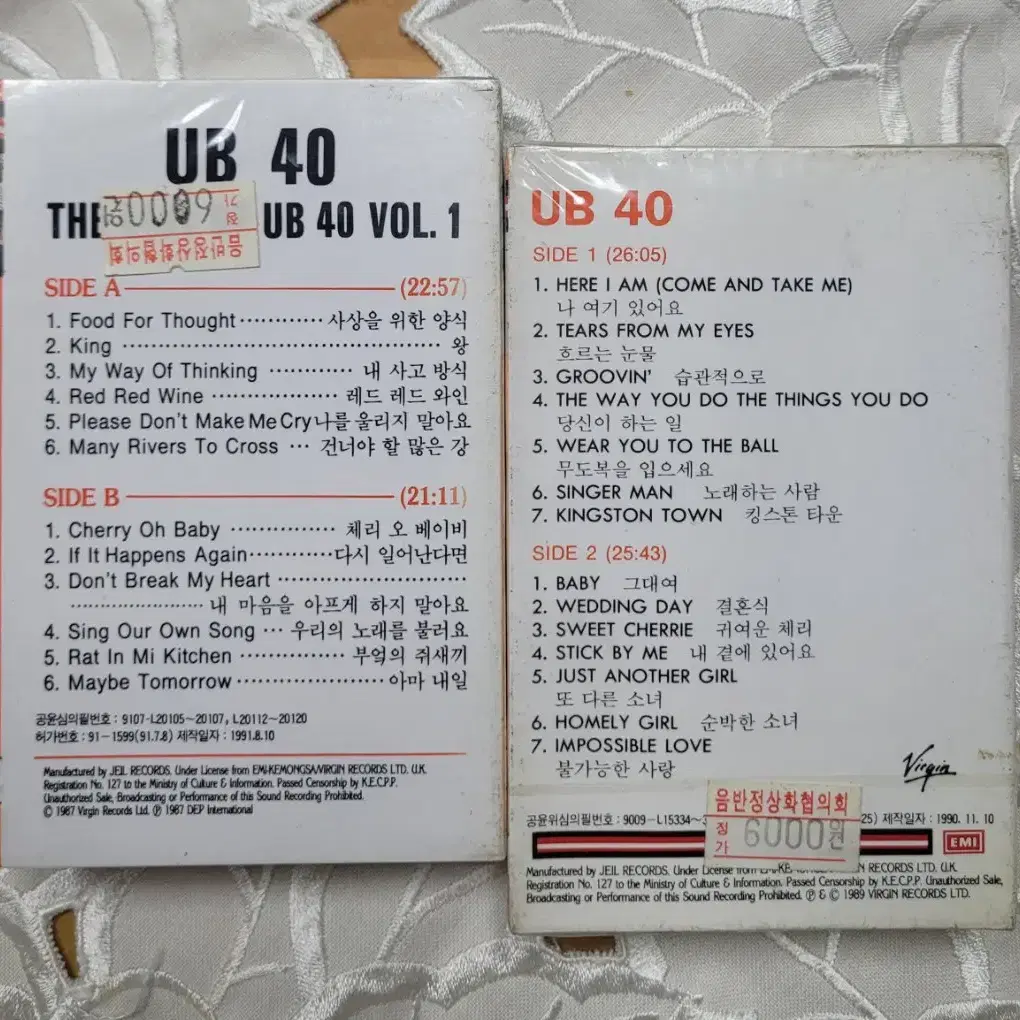 UB 40
THE UB 40 VOL. 1
정가 6000원
음반정상화협의회
SIDE A (22:57)
1. Food For Thought ············ 사상을 위한 양식
2. King ········································ 왕
3. My Way Of Thinking ············ 내 사고 방식
4. Red Red Wine ·················· 레드 레드 와인
5. Please Don't Make Me Cry 나를 울리지 말아요
6. Many Rivers To Cross ··· 건너야 할 많은 강
SIDE B (21:11)
1. Cherry Oh Baby ··············· 체리 오 베이비
2. If It Happens Again············다시 일어난다면
3. Don't Break My Heart ························
······················ 내 마음을 아프게 하지 말아요
4. Sing Our Own Song ··· 우리의 노래를 불러요
5. Rat In Mi Kitchen ··············· 부엌의 쥐새끼
6. Maybe Tomorrow ····················· 아마 내일
공윤심의필번호 : 9107-L20105~20107, L20112~20120
허가번호 : 91-1599(91.7.8) 제작일자 : 1991.8.10
Manufactured by JEIL RECORDS. Under License from EMI-KEMONGSA/VIRGIN RECORDS LTD. U.K.
Registration No. 127 to the Ministry of Culture & Information. Passed Censorship by K.E.C.P.P.
Unauthorized Sale, Broadcasting or Performance of this Sound Recording Prohibited.
© 1987 Virgin Records Ltd. ℗ 1987 DEP International
UB 40
SIDE 1 (26:05)
1. HERE I AM (COME AND TAKE ME)
나 여기 있어요
2. TEARS FROM MY EYES
흐르는 눈물
3. GROOVIN' 습관적으로
4. THE WAY YOU DO THE THINGS YOU DO
당신이 하는 일
5. WEAR YOU TO THE BALL
무도복을 입으세요
6. SINGER MAN 노래하는 사람
7. KINGSTON TOWN 킹스톤 타운
SIDE 2 (25:43)
1. BABY 그대여
2. WEDDING DAY 결혼식
3. SWEET CHERRIE 귀여운 체리
4. STICK BY ME 내 곁에 있어요
5. JUST ANOTHER GIRL
또 다른 소녀
6. HOMELY GIRL 순박한 소녀
7. IMPOSSIBLE LOVE
불가능한 사랑
Virgin
음반정상화협의회
정가 6000원
공윤위심의필번호 : 9009-L15334~ 25) 제작일자 : 1990. 11. 10
EMI
Manufactured by JEIL RECORDS. Under License from RECORDS LTD. U.K.
Registration No. 127 to the Ministry of Culture & Information. Passed Censorship by K.E.C.P.P. Unauthorized Sale,
Broadcasting or Performance of this Sound Recording Prohibited. ℗ & © 1989 VIRGIN RECORDS LTD.